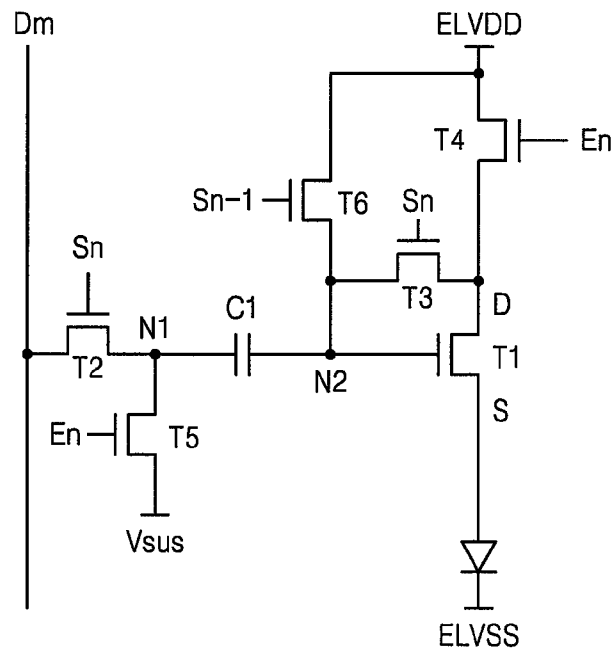 Dm
ELVDD
T4
En
Sn-1
T6
Sn
Sn
T3
D
N1
C1
T2
N2
T1
En
T5
S
Vsus
ELVSS